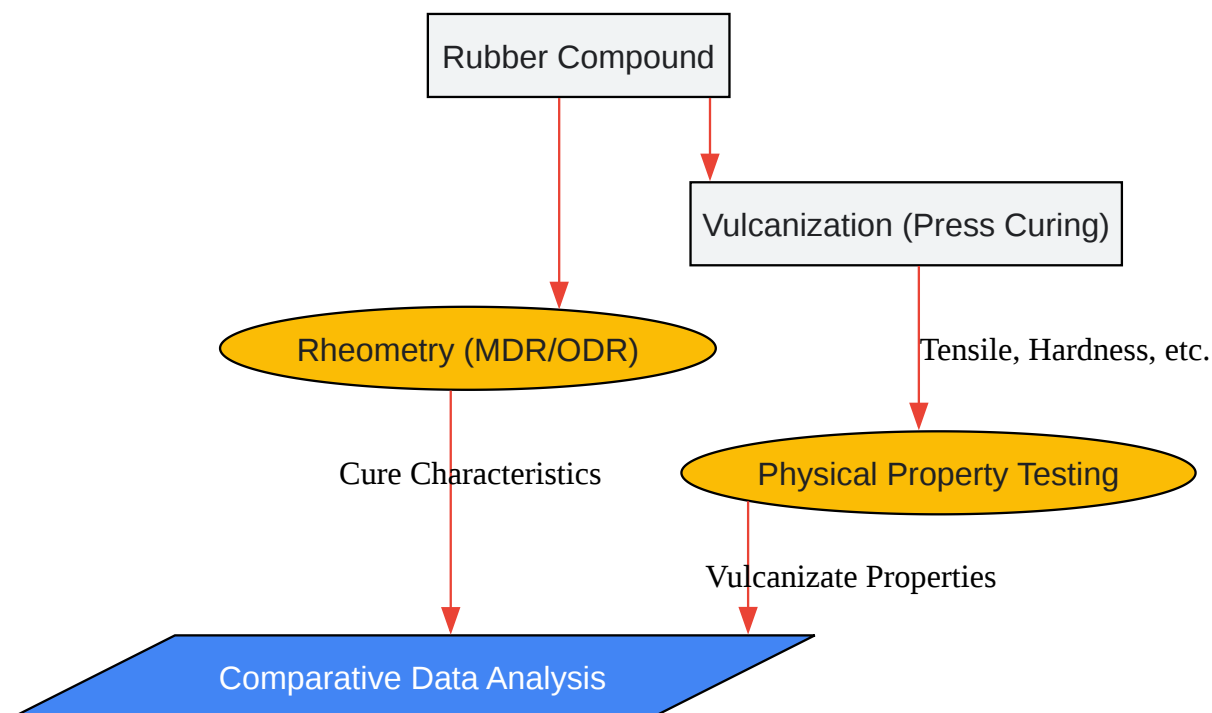 Rubber Compound
Vulcanization (Press Curing)
Rheometry (MDR/ODR)
Tensile, Hardness, etc.
Cure Characteristics
Physical Property Testing
Vulcanizate Properties
Comparative Data Analysis